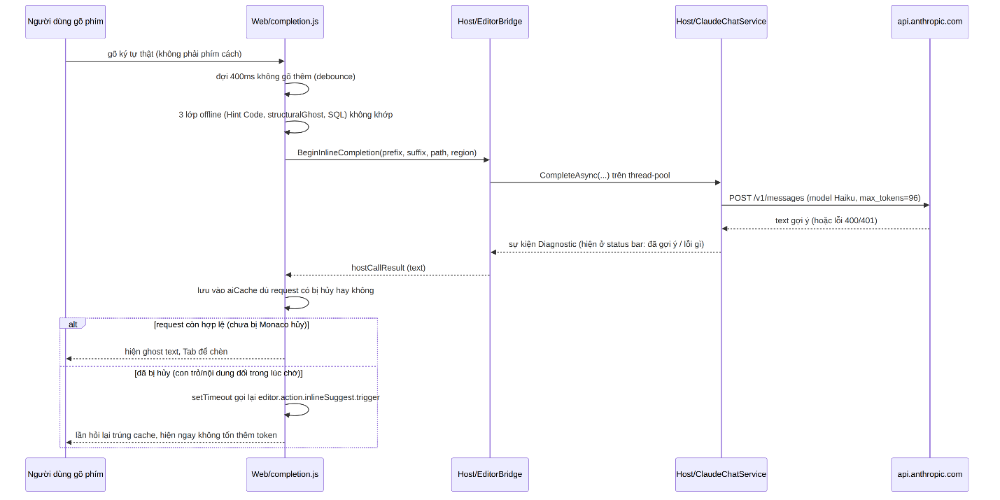 Người dùng gõ phím
Web/completion.js
Host/EditorBridge
Host/ClaudeChatService
api.anthropic.com
gõ ký tự thật (không phải phím cách)
đợi 400ms không gõ thêm (debounce)
3 lớp offline (Hint Code, structuralGhost, SQL) không khớp
BeginInlineCompletion(prefix, suffix, path, region)
CompleteAsync(...) trên thread-pool
POST /v1/messages (model Haiku, max_tokens=96)
text gợi ý (hoặc lỗi 400/401)
sự kiện Diagnostic (hiện ở status bar: đã gợi ý / lỗi gì)
hostCallResult (text)
lưu vào aiCache dù request có bị hủy hay không
alt
[request còn hợp lệ (chưa bị Monaco hủy)]
hiện ghost text, Tab để chèn
[đã bị hủy (con trỏ/nội dung đổi trong lúc chờ)]
setTimeout gọi lại editor.action.inlineSuggest.trigger
lần hỏi lại trúng cache, hiện ngay không tốn thêm token
Người dùng gõ phím
Web/completion.js
Host/EditorBridge
Host/ClaudeChatService
api.anthropic.com